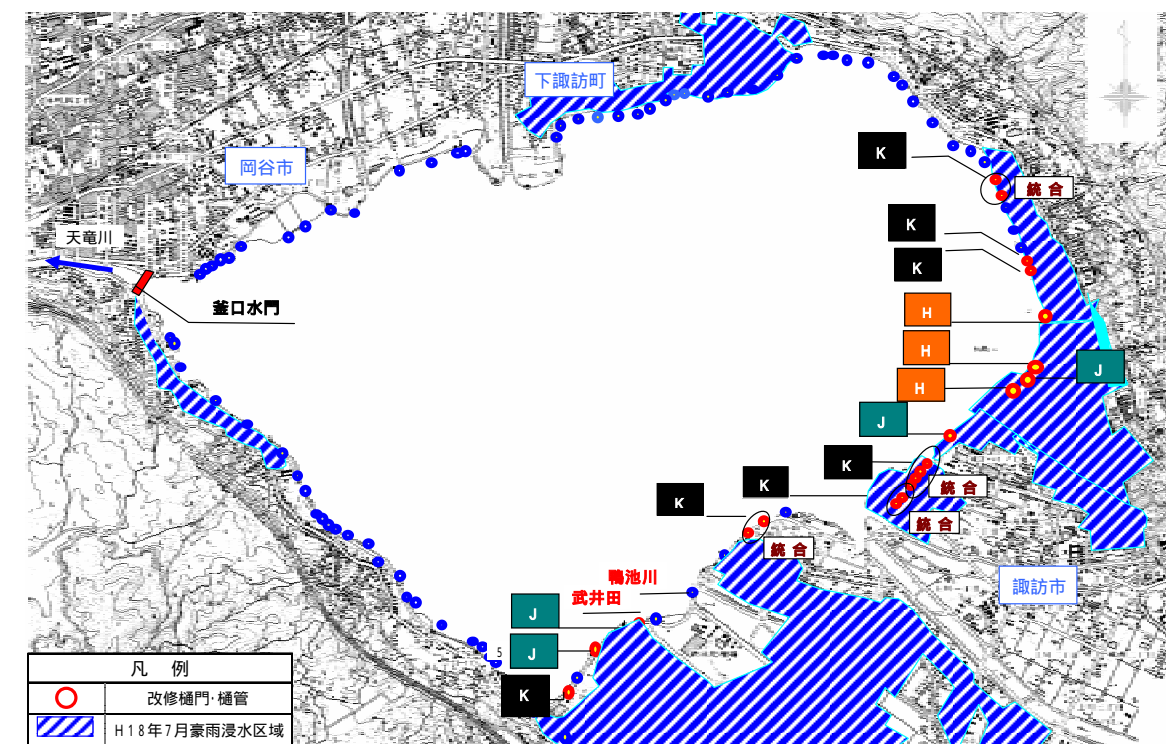 下諏訪町
岡谷市
K
統合
天竜川
K
K
釜口水門
H
H
J
H
J
K
統合
K
K
統合
統合
鴨池川
諏訪市
武井田
J
5
J
K
凡 例
改修樋門･樋管
H18年7月豪雨浸水区域